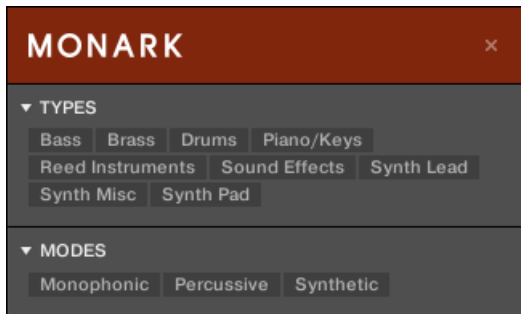 MONARK ×
▼ TYPES
Bass Brass Drums Piano/Keys
Reed Instruments Sound Effects Synth Lead
Synth Misc Synth Pad
▼ MODES
Monophonic Percussive Synthetic